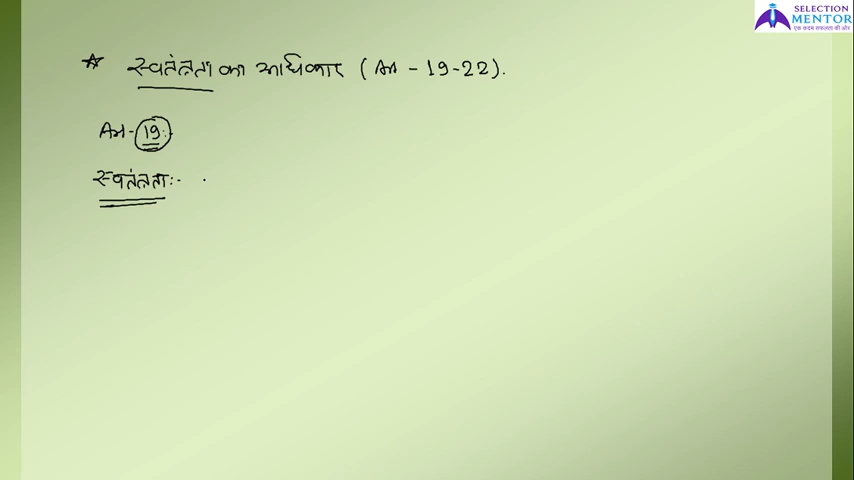 SELECTION
MENTOR
एक कदम सफलता की ओर
☆ स्वतंत्रता का अधिकार (Art - 19-22).
Art - 19:
स्वतंत्रता:-